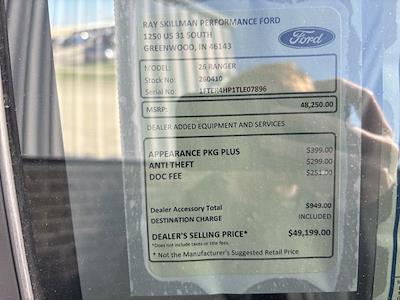 RAY SKILLMAN PERFORMANCE FORD
1250 US 31 SOUTH
GREENWOOD, IN 46143
Ford
MODEL: 26 RANGER
Stock No: 260410
Serial No: 1FTER4HP1TLE07896
MSRP: 48,250.00
DEALER ADDED EQUIPMENT AND SERVICES
APPEARANCE PKG PLUS $399.00
ANTI THEFT $299.00
DOC FEE $251.00
Dealer Accessory Total $949.00
DESTINATION CHARGE INCLUDED
DEALER'S SELLING PRICE* $49,199.00
*Does not include taxes or title fees.
* Not the Manufacturer's Suggested Retail Price